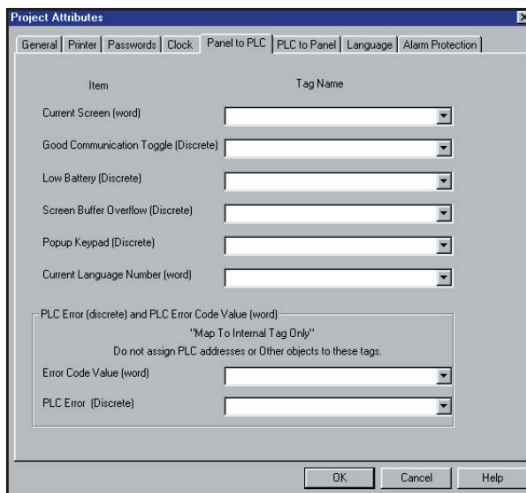 Project Attributes
General Printer Passwords Clock Panel to PLC PLC to Panel Language Alarm Protection
Item Tag Name
Current Screen (word)
Good Communication Toggle (Discrete)
Low Battery (Discrete)
Screen Buffer Overflow (Discrete)
Popup Keypad (Discrete)
Current Language Number (word)
PLC Error (discrete) and PLC Error Code Value (word)
"Map To Internal Tag Only"
Do not assign PLC addresses or Other objects to these tags.
Error Code Value (word)
PLC Error (Discrete)
OK Cancel Help